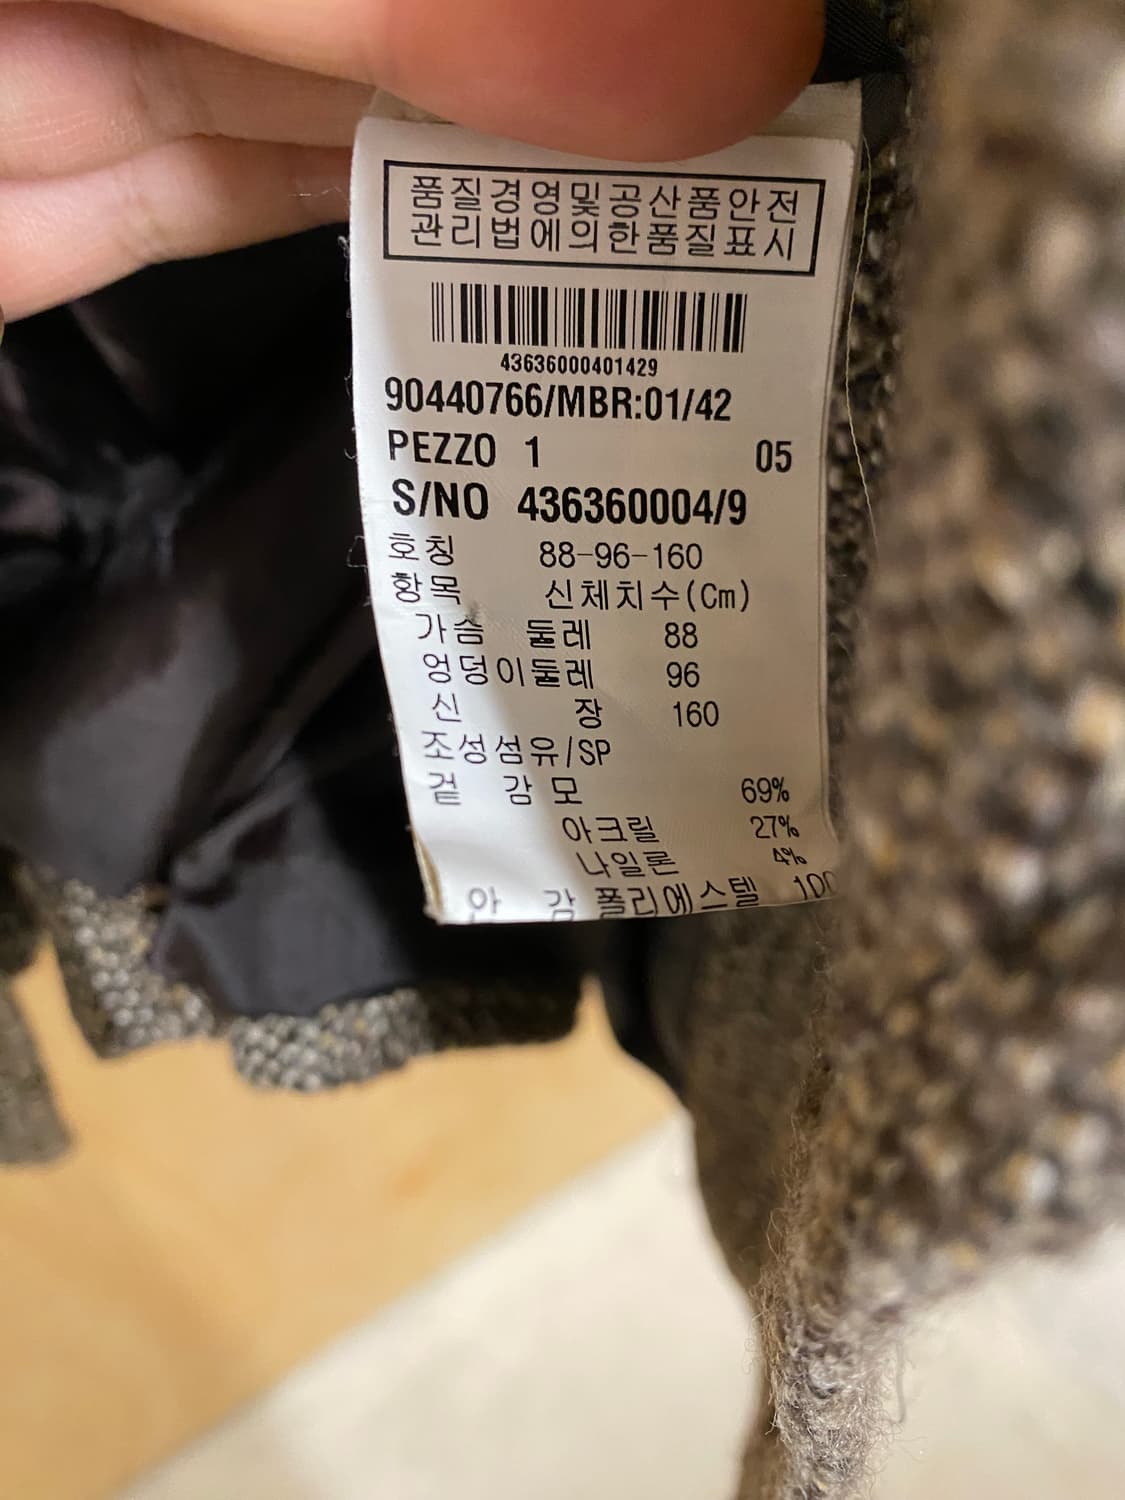 품질경영및공산품안전
관리법에의한품질표시
43636000401429
90440766/MBR:01/42
PEZZO 1 05
S/NO 436360004/9
호칭 88-96-160
항목 신체치수(Cm)
가슴 둘레 88
엉덩이둘레 96
신 장 160
조성섬유/SP
겉 감 모 69%
아크릴 27%
나일론 4%
안 감 폴리에스텔 100